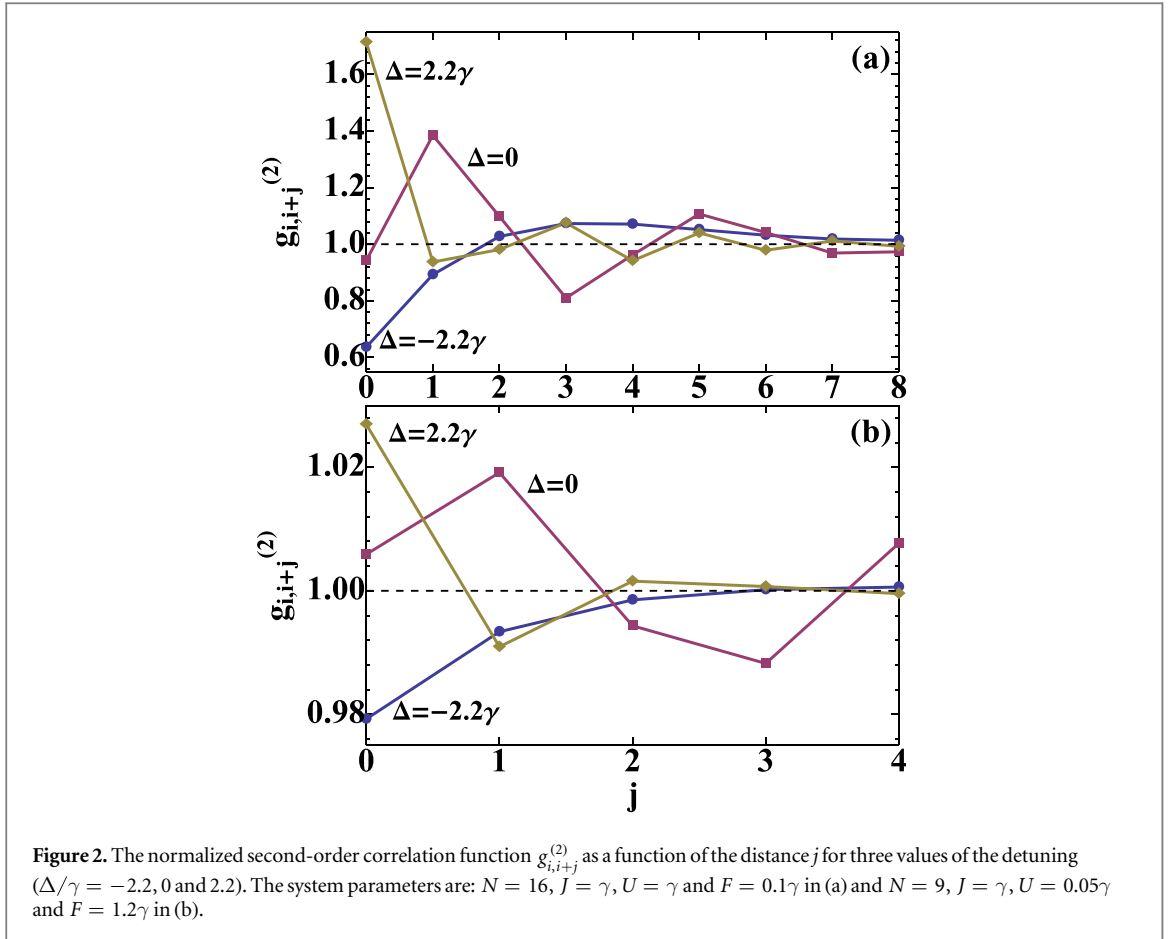 (a)
1.6
1.4
1.2
1.0
0.8
0.6
g_{i,i+j}^{(2)}
Δ=2.2γ
Δ=0
Δ=−2.2γ
0 1 2 3 4 5 6 7 8
(b)
1.02
1.00
0.98
g_{i,i+j}^{(2)}
Δ=2.2γ
Δ=0
Δ=−2.2γ
0 1 2 3 4
j
Figure 2. The normalized second-order correlation function g_{i,i+j}^{(2)} as a function of the distance j for three values of the detuning
(Δ/γ = −2.2, 0 and 2.2). The system parameters are: N = 16, J = γ, U = γ and F = 0.1γ in (a) and N = 9, J = γ, U = 0.05γ
and F = 1.2γ in (b).